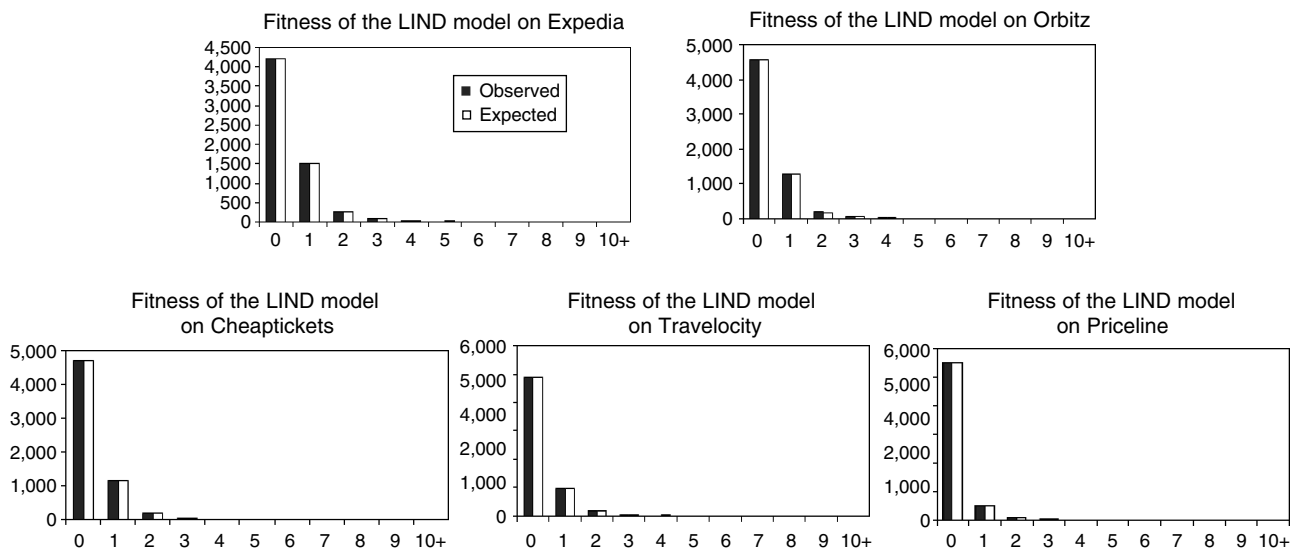 Fitness of the LIND model on Expedia
4,500
4,000
3,500
3,000
2,500
2,000
1,500
1,000
500
0
0 1 2 3 4 5 6 7 8 9 10+
Observed
Expected
Fitness of the LIND model on Orbitz
5,000
4,000
3,000
2,000
1,000
0
0 1 2 3 4 5 6 7 8 9 10+
Fitness of the LIND model
on Cheaptickets
5,000
4,000
3,000
2,000
1,000
0
0 1 2 3 4 5 6 7 8 9 10+
Fitness of the LIND model
on Travelocity
6,000
5,000
4,000
3,000
2,000
1,000
0
0 1 2 3 4 5 6 7 8 9 10+
Fitness of the LIND model
on Priceline
6,000
5,000
4,000
3,000
2,000
1,000
0
0 1 2 3 4 5 6 7 8 9 10+